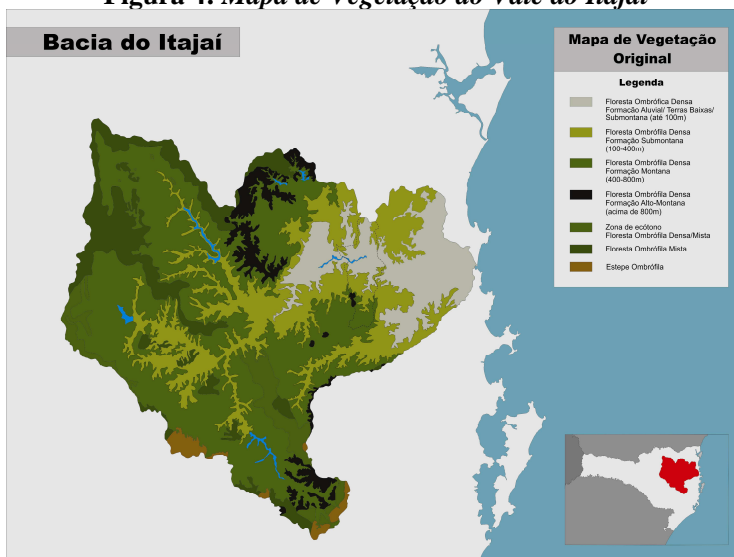 Figura 4: Mapa de Vegetação do Vale do Itajaí
Bacia do Itajaí
Mapa de Vegetação
Original
Legenda
Floresta Ombrófica Densa
Formação Aluvial/ Terras Baixas/
Submontana (até 100m)
Floresta Ombrófila Densa
Formação Submontana
(100-400m)
Floresta Ombrófila Densa
Formação Montana
(400-800m)
Floresta Ombrófila Densa
Formação Alto-Montana
(acima de 800m)
Zona de ecótono
Floresta Ombrófila Densa/Mista
Floresta Ombrófila Mista
Estepe Ombrófila